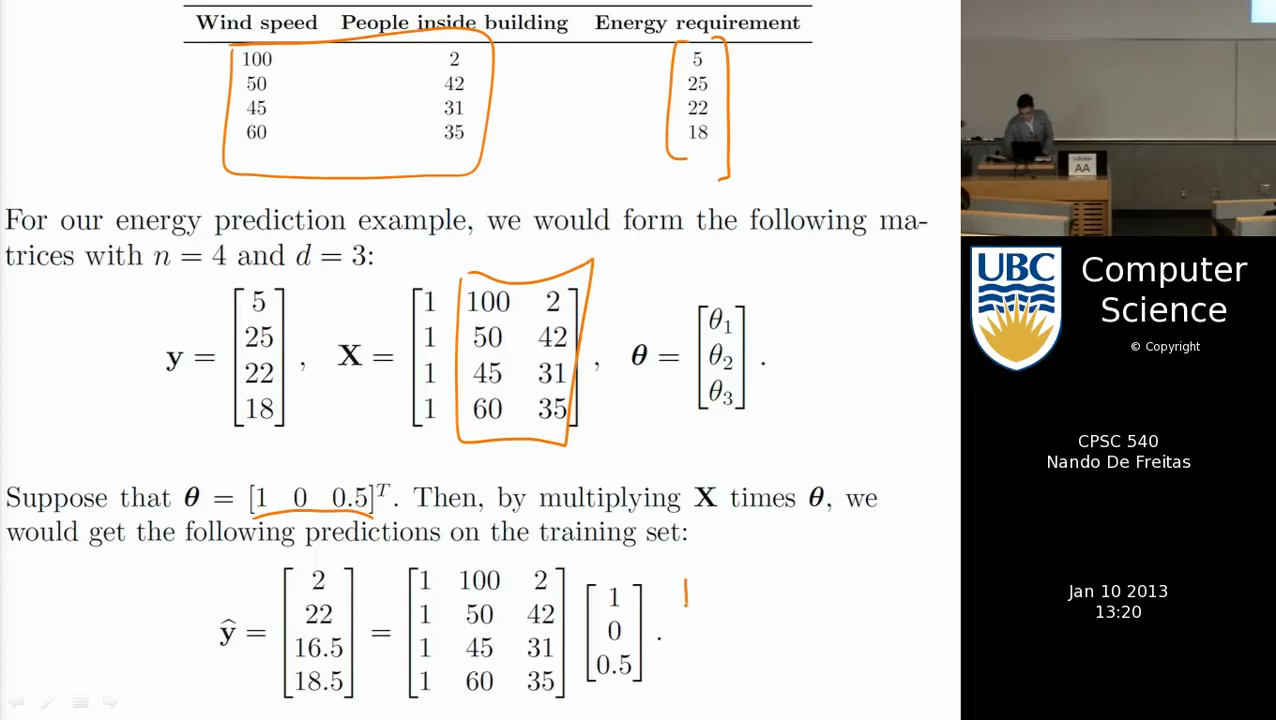 Wind speed People inside building Energy requirement
100 2 5
50 42 25
45 31 22
60 35 18
For our energy prediction example, we would form the following ma-
trices with n = 4 and d = 3:
y = [5 25 22 18], X = [1 100 2 1 50 42 1 45 31 1 60 35], θ = [θ1 θ2 θ3].
Suppose that θ = [1 0 0.5]^T. Then, by multiplying X times θ, we
would get the following predictions on the training set:
ŷ = [2 22 16.5 18.5] = [1 100 2 1 50 42 1 45 31 1 60 35] [1 0 0.5].
AA
UBC
Computer
Science
© Copyright
CPSC 540
Nando De Freitas
Jan 10 2013
13:20